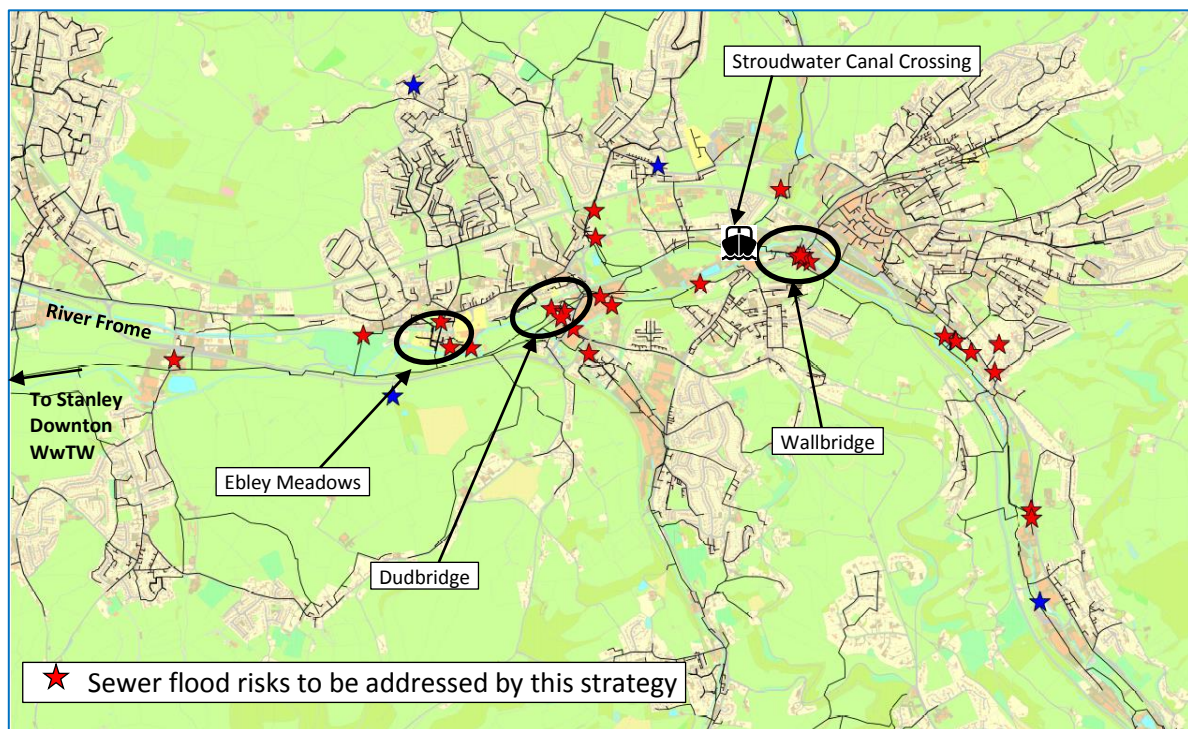 Stroudwater Canal Crossing
River Frome
To Stanley
Downton
WwTW
Ebley Meadows
Wallbridge
Dudbridge
Sewer flood risks to be addressed by this strategy